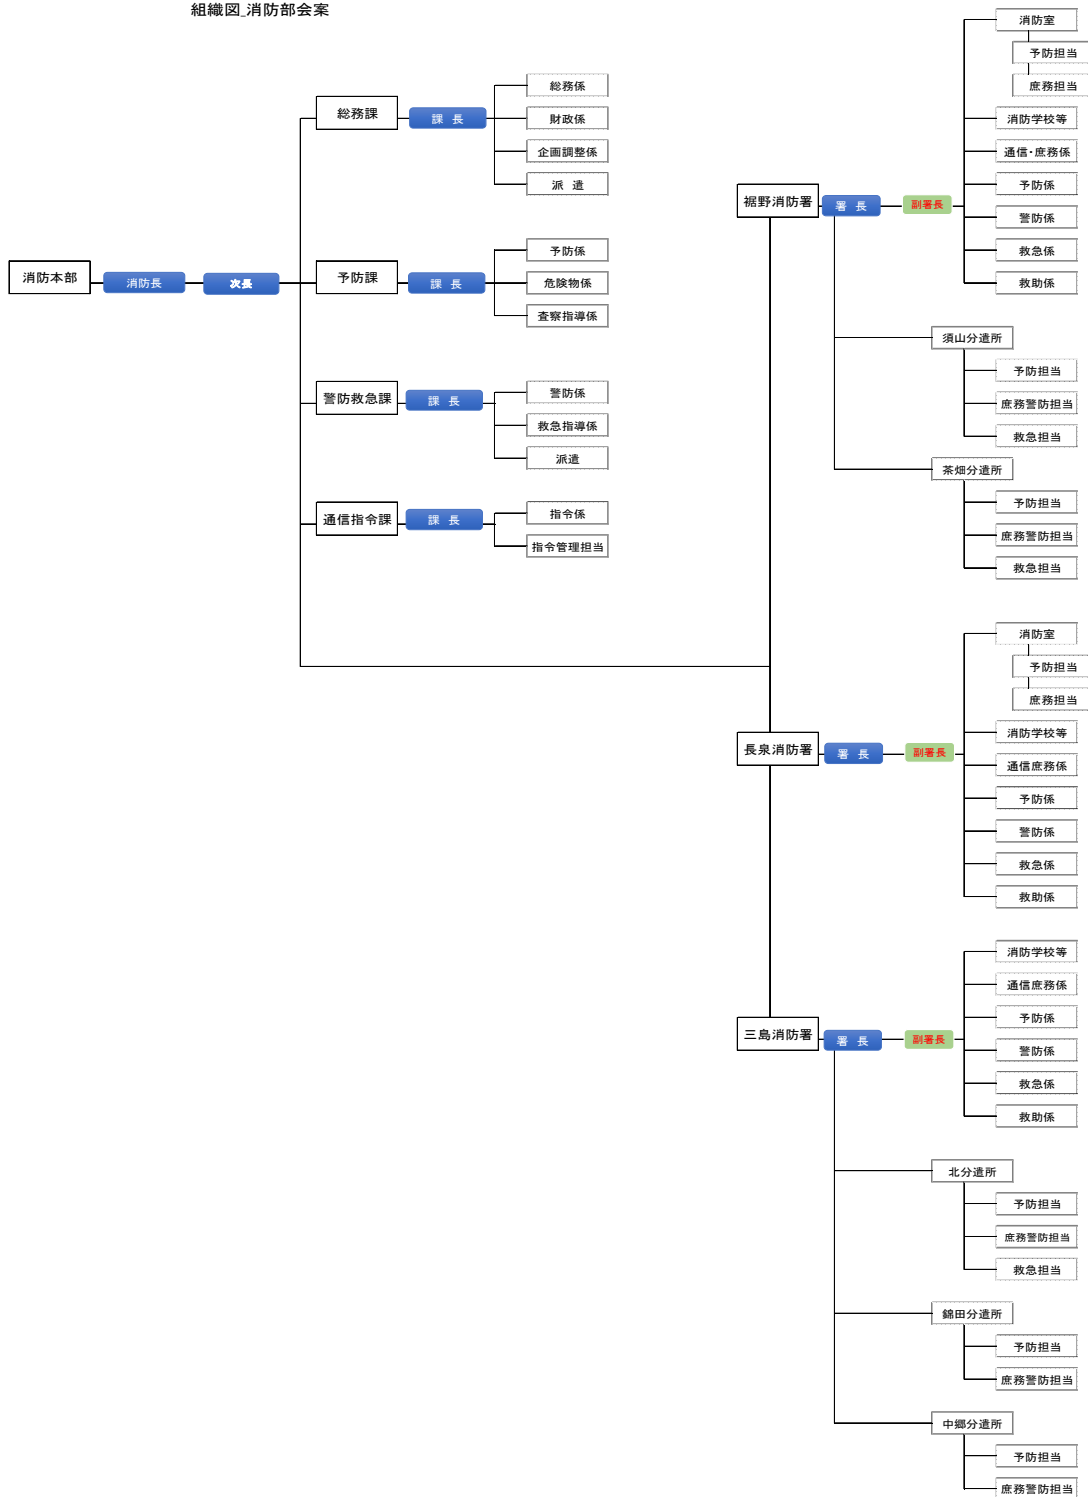 組織図_消防部会案
消防本部
消防長
次長
総務課
課 長
総務係
財政係
企画調整係
派 遣
予防課
課 長
予防係
危険物係
査察指導係
警防救急課
課 長
警防係
救急指導係
派遣
通信指令課
課 長
指令係
指令管理担当
裾野消防署
署 長
副署長
消防室
予防担当
庶務担当
消防学校等
通信・庶務係
予防係
警防係
救急係
救助係
須山分遣所
予防担当
庶務警防担当
救急担当
茶畑分遣所
予防担当
庶務警防担当
救急担当
長泉消防署
署 長
副署長
消防室
予防担当
庶務担当
消防学校等
通信庶務係
予防係
警防係
救急係
救助係
三島消防署
署 長
副署長
消防学校等
通信庶務係
予防係
警防係
救急係
救助係
北分遣所
予防担当
庶務警防担当
救急担当
錦田分遣所
予防担当
庶務警防担当
中郷分遣所
予防担当
庶務警防担当